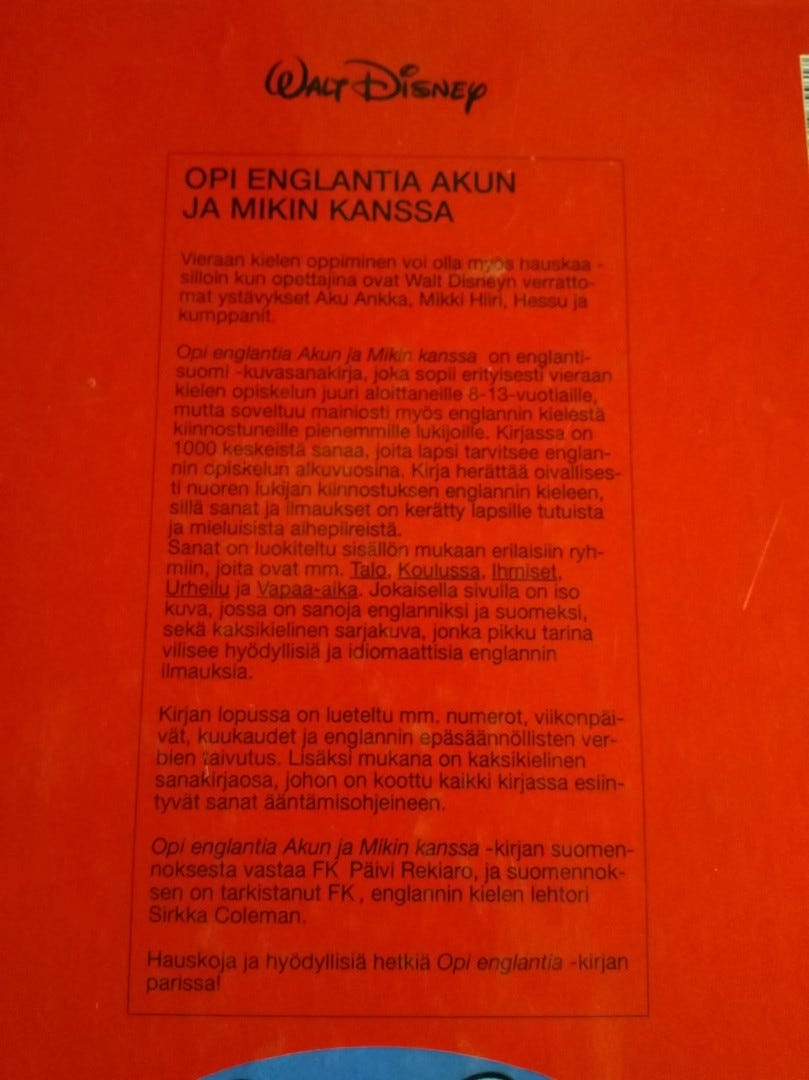 WALT DISNEY
OPI ENGLANTIA AKUN
JA MIKIN KANSSA
Vieraan kielen oppiminen voi olla myös hauskaa -
silloin kun opettajina ovat Walt Disneyn verratto-
mat ystävykset Aku Ankka, Mikki Hiiri, Hessu ja
kumppanit.
Opi englantia Akun ja Mikin kanssa on englanti-
suomi -kuvasanakirja, joka sopii erityisesti vieraan
kielen opiskelun juuri aloittaneille 8-13-vuotiaille,
mutta soveltuu mainiosti myös englannin kielestä
kiinnostuneille pienemmille lukijoille. Kirjassa on
1000 keskeistä sanaa, joita lapsi tarvitsee englan-
nin opiskelun alkuvuosina. Kirja herättää oivallises-
ti nuoren lukijan kiinnostuksen englannin kieleen,
sillä sanat ja ilmaukset on kerätty lapsille tutuista
ja mieluisista aihepiireistä.
Sanat on luokiteltu sisällön mukaan erilaisiin ryh-
miin, joita ovat mm. Talo, Koulussa, Ihmiset,
Urheilu ja Vapaa-aika. Jokaisella sivulla on iso
kuva, jossa on sanoja englanniksi ja suomeksi,
sekä kaksikielinen sarjakuva, jonka pikku tarina
vilisee hyödyllisiä ja idiomaattisia englannin
ilmauksia.
Kirjan lopussa on lueteltu mm. numerot, viikonpäi-
vät, kuukaudet ja englannin epäsäännöllisten ver-
bien taivutus. Lisäksi mukana on kaksikielinen
sanakirjaosa, johon on koottu kaikki kirjassa esiin-
tyvät sanat ääntämisohjeineen.
Opi englantia Akun ja Mikin kanssa -kirjan suomen-
noksesta vastaa FK Päivi Rekiaro, ja suomennok-
sen on tarkistanut FK, englannin kielen lehtori
Sirkka Coleman.
Hauskoja ja hyödyllisiä hetkiä Opi englantia -kirjan
parissa!